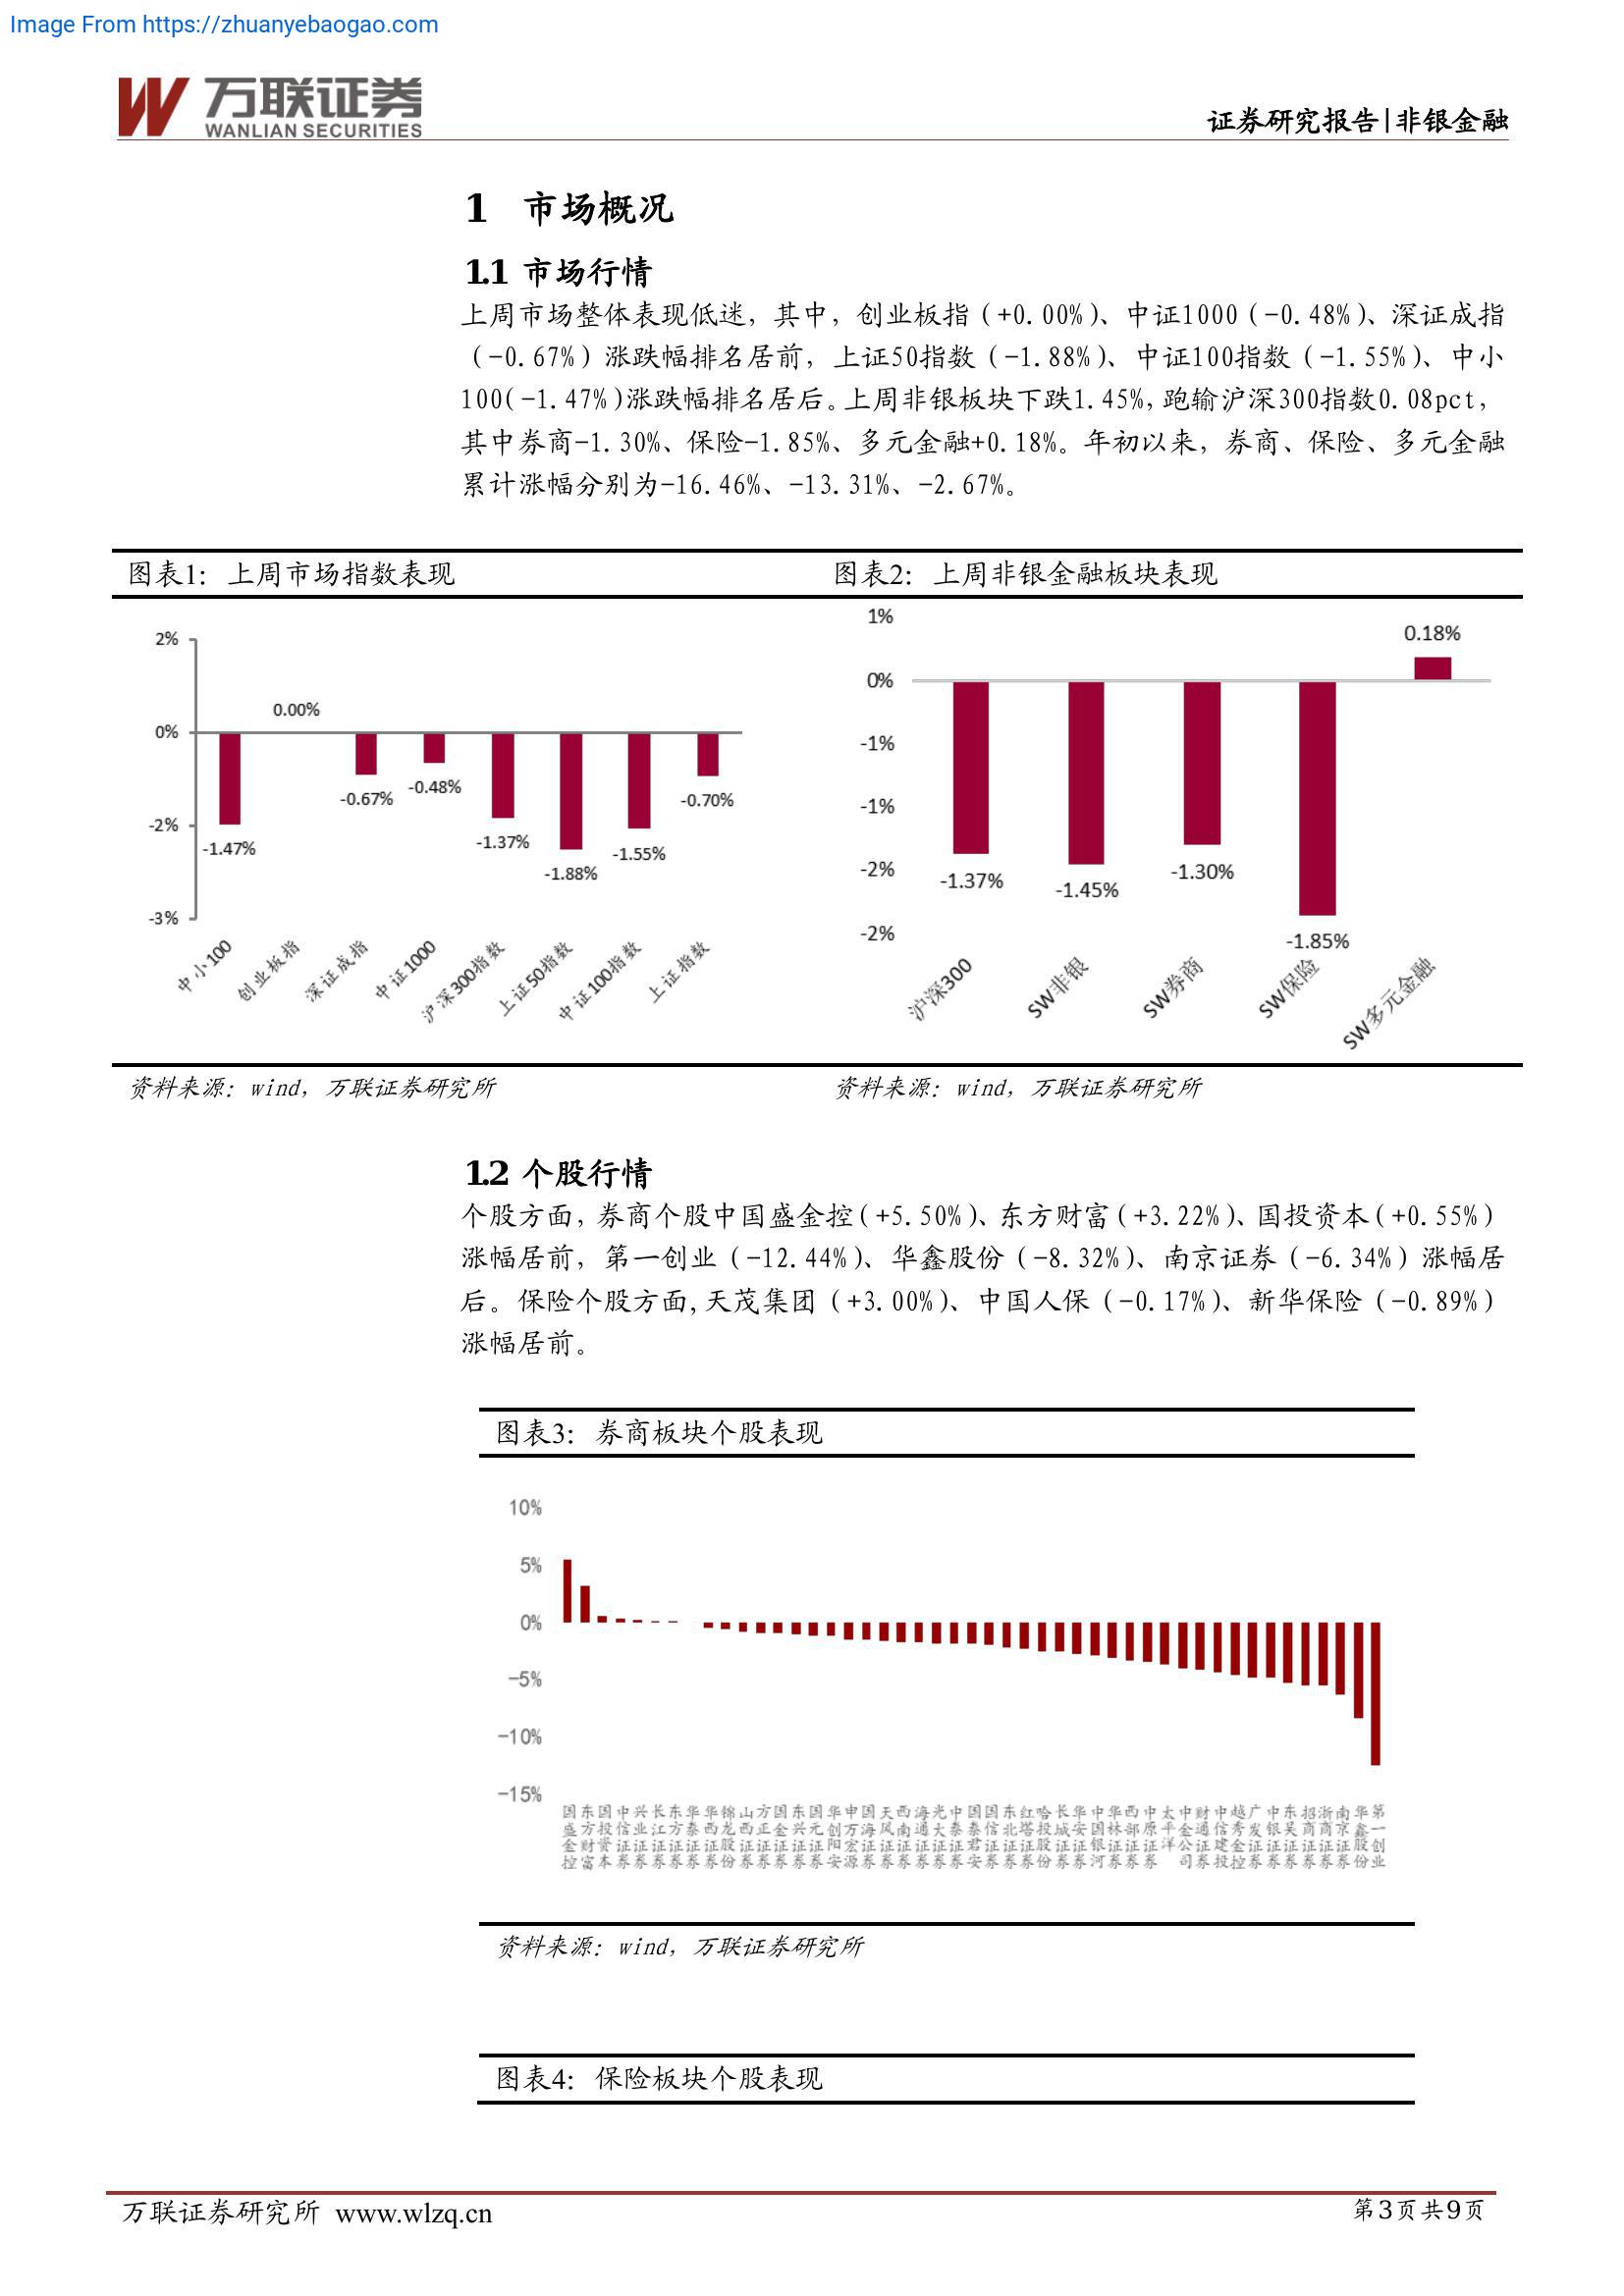 Image From https://zhuanyebaogao.com
万联证券
WANLIAN SECURITIES
证券研究报告|非银金融
1 市场概况
1.1 市场行情
上周市场整体表现低迷，其中，创业板指（+0.00%）、中证1000（-0.48%）、深证成指
（-0.67%）涨跌幅排名居前，上证50指数（-1.88%）、中证100指数（-1.55%）、中小
100(-1.47%)涨跌幅排名居后。上周非银板块下跌1.45%,跑输沪深300指数0.08pct，
其中券商-1.30%、保险-1.85%、多元金融+0.18%。年初以来，券商、保险、多元金融
累计涨幅分别为-16.46%、-13.31%、-2.67%。
图表1：上周市场指数表现
2%
0%
-2%
-3%
-1.47%
0.00%
-0.67%
-0.48%
-1.37%
-1.88%
-1.55%
-0.70%
中小100
创业板指
深证成指
中证1000
沪深300指数
上证50指数
中证100指数
上证指数
资料来源：wind，万联证券研究所
图表2：上周非银金融板块表现
1%
0%
-1%
-1%
-2%
-2%
-1.37%
-1.45%
-1.30%
-1.85%
0.18%
沪深300
SW非银
SW券商
SW保险
SW多元金融
资料来源：wind，万联证券研究所
1.2 个股行情
个股方面,券商个股中国盛金控(+5.50%)、东方财富(+3.22%)、国投资本(+0.55%)
涨幅居前，第一创业（-12.44%）、华鑫股份（-8.32%）、南京证券（-6.34%）涨幅居
后。保险个股方面,天茂集团（+3.00%）、中国人保（-0.17%）、新华保险（-0.89%）
涨幅居前。
图表3：券商板块个股表现
10%
5%
0%
-5%
-10%
-15%
国盛金控
东方财富
国投资本
中信证券
兴业证券
长江证券
东方证券
华泰证券
华西证券
锦龙股份
山西证券
方正证券
国金证券
东兴证券
国元证券
华创阳安
申万宏源
国海证券
天风证券
西南证券
海通证券
光大证券
中泰证券
国泰君安
国信证券
东北证券
红塔证券
哈投股份
长城证券
华安证券
中国银河
华林证券
西部证券
中原证券
太平洋
中金公司
财通证券
中信建投
越秀金控
广发证券
中银证券
东吴证券
招商证券
浙商证券
南京证券
华鑫股份
第一创业
资料来源：wind，万联证券研究所
图表4：保险板块个股表现
万联证券研究所 www.wlzq.cn
第3页共9页